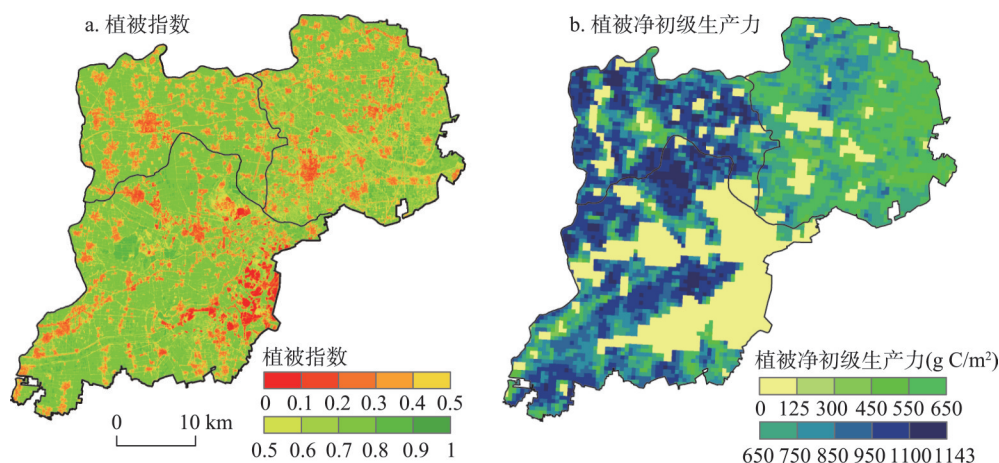 a. 植被指数
b. 植被净初级生产力
植被指数
0 0.1 0.2 0.3 0.4 0.5
0.5 0.6 0.7 0.8 0.9 1
0 10 km
植被净初级生产力(g C/m²)
0 125 300 450 550 650
650 750 850 950 1100 1143